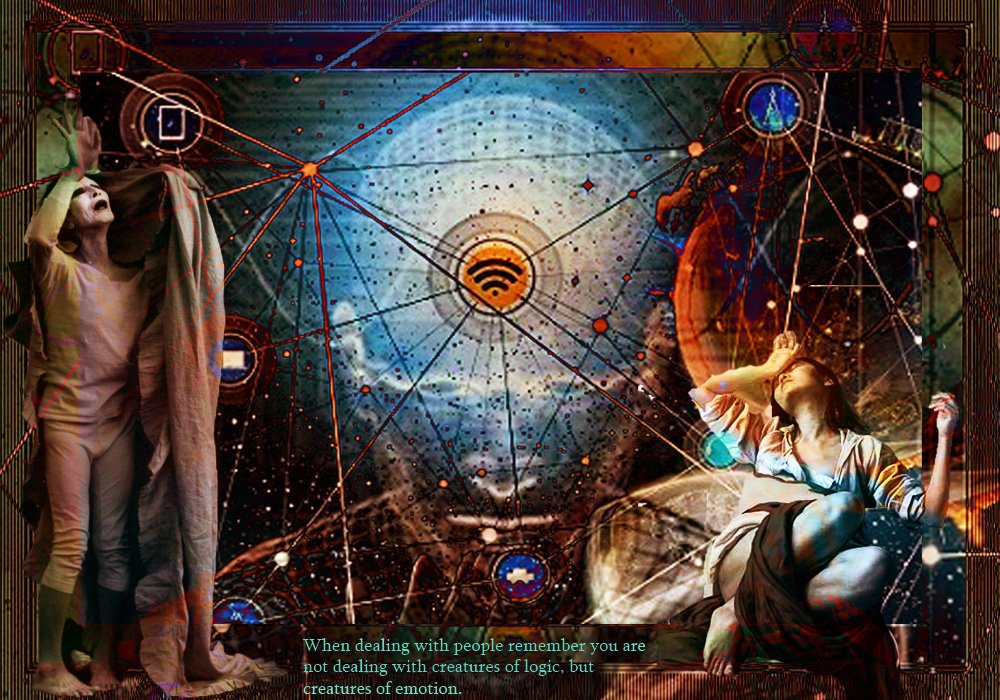 When dealing with people remember you are
not dealing with creatures of logic, but
creatures of emotion.